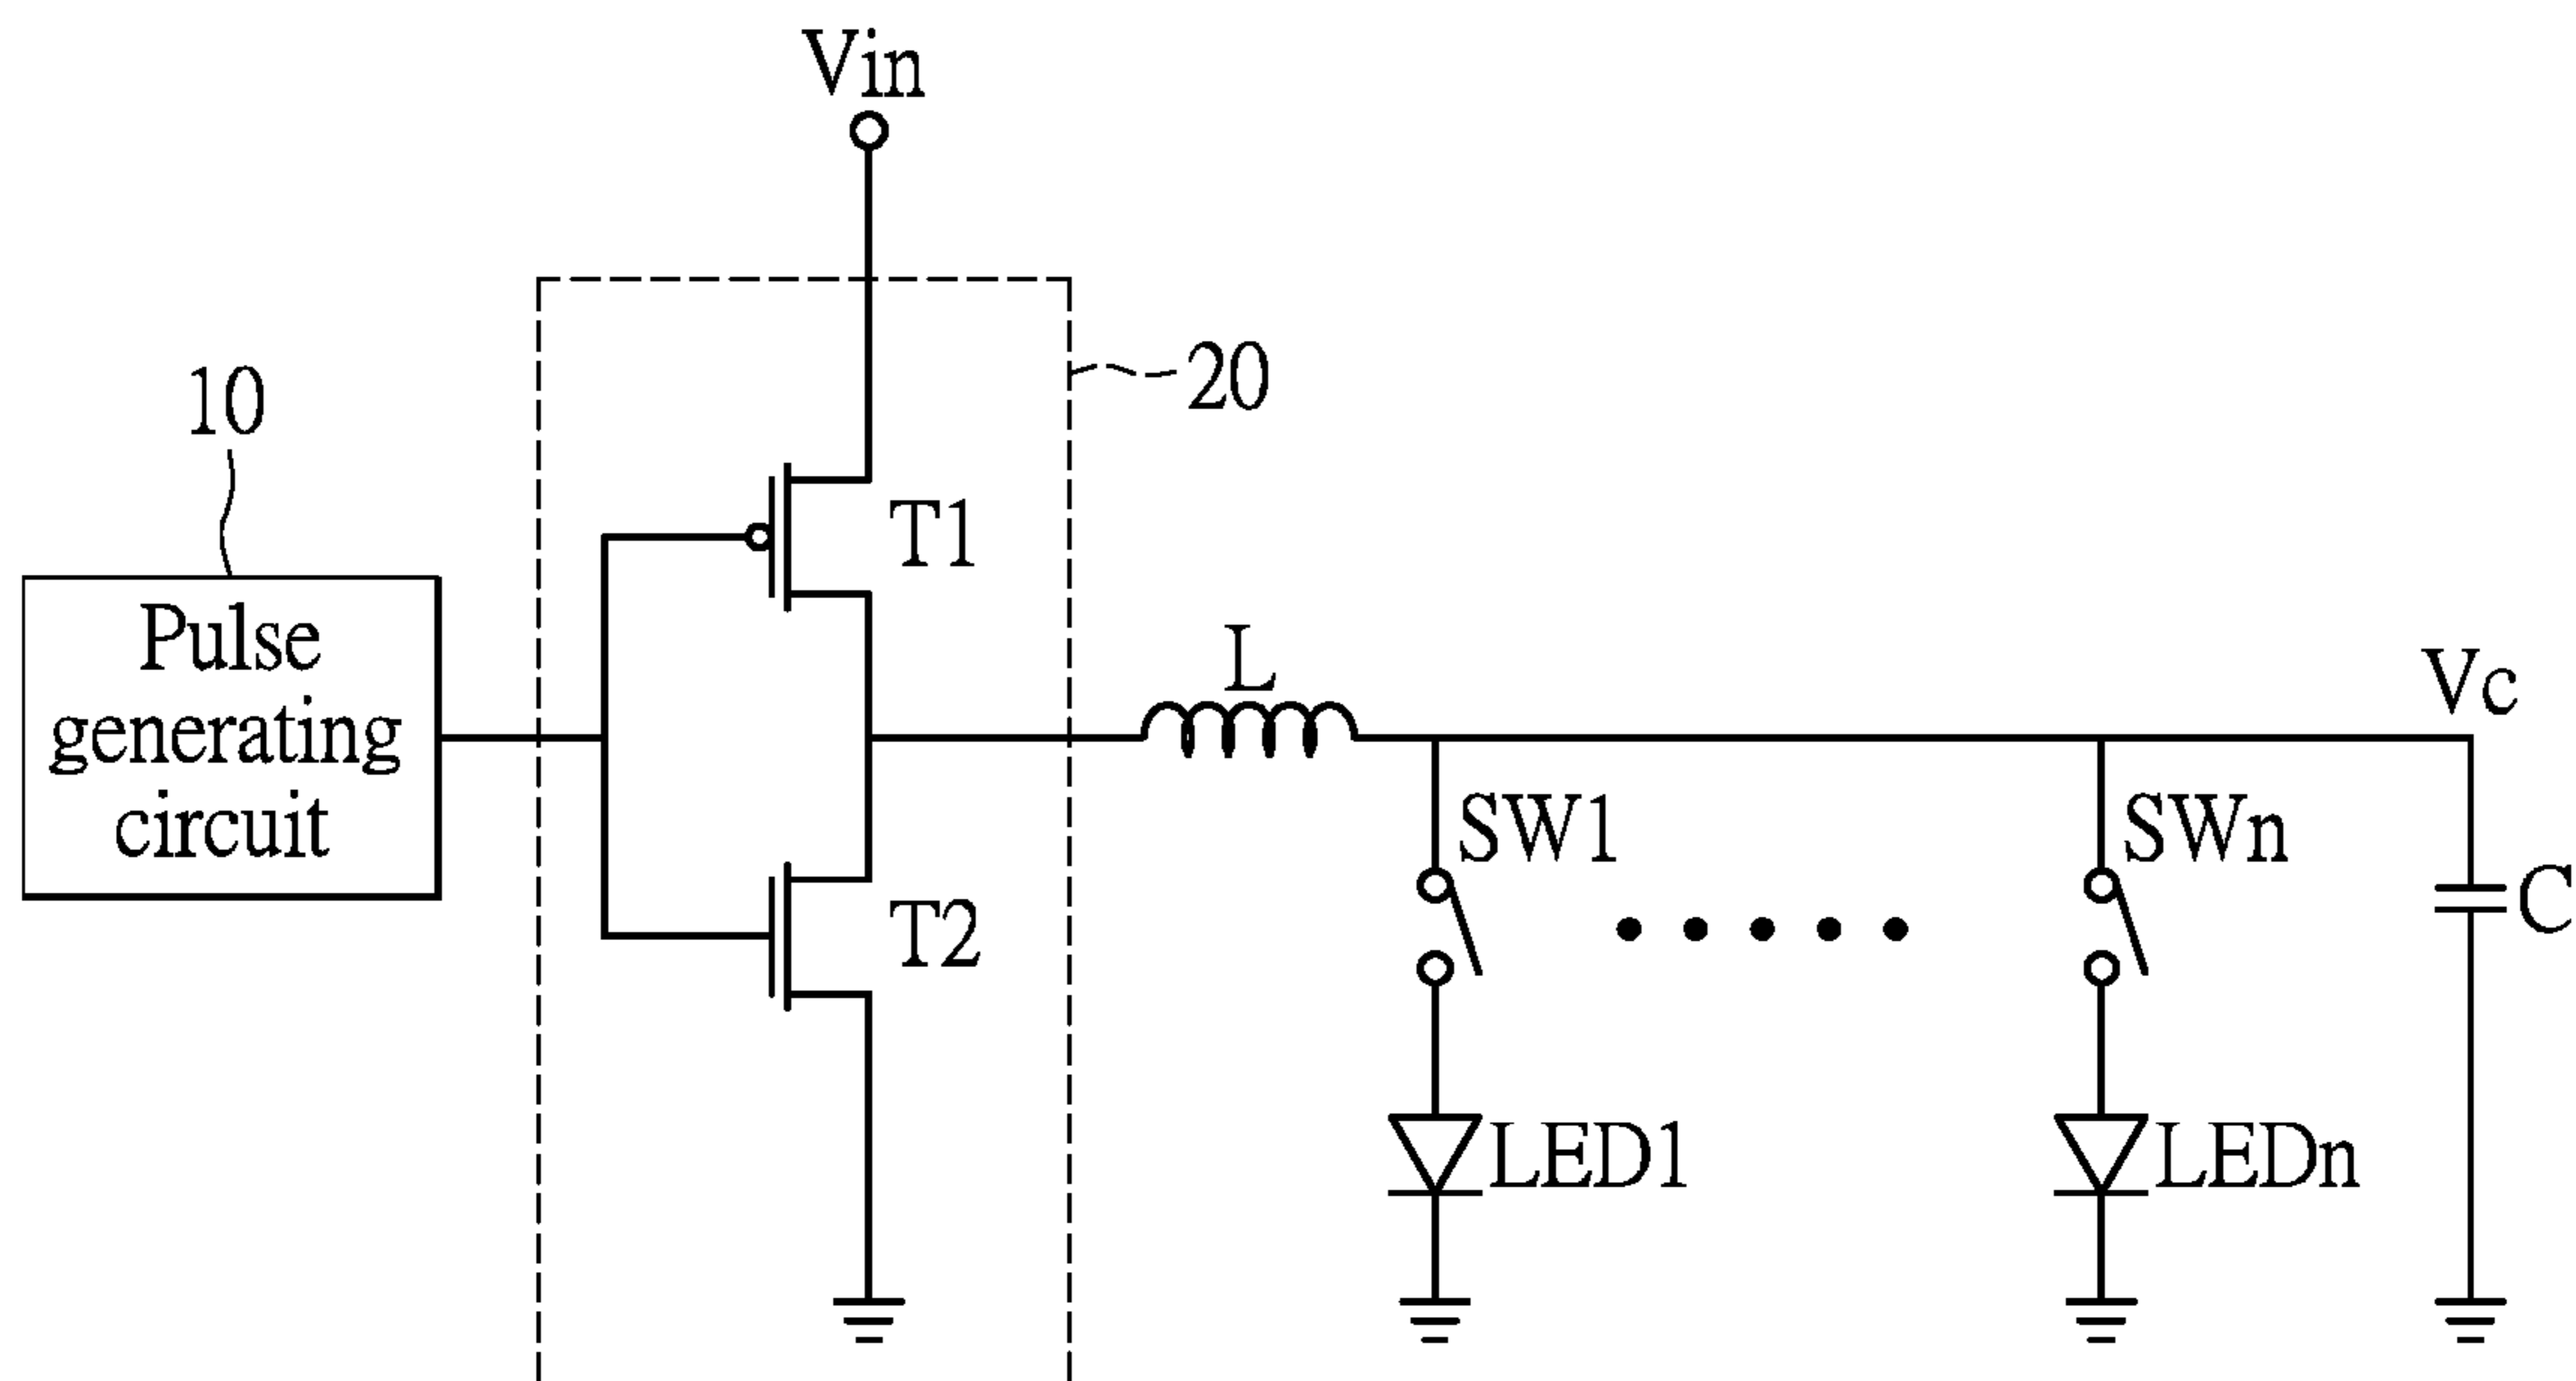 Vin
20
10
T1
Pulse
generating
circuit
L
Vc
SW1
SWn
C
T2
LED1
LEDn